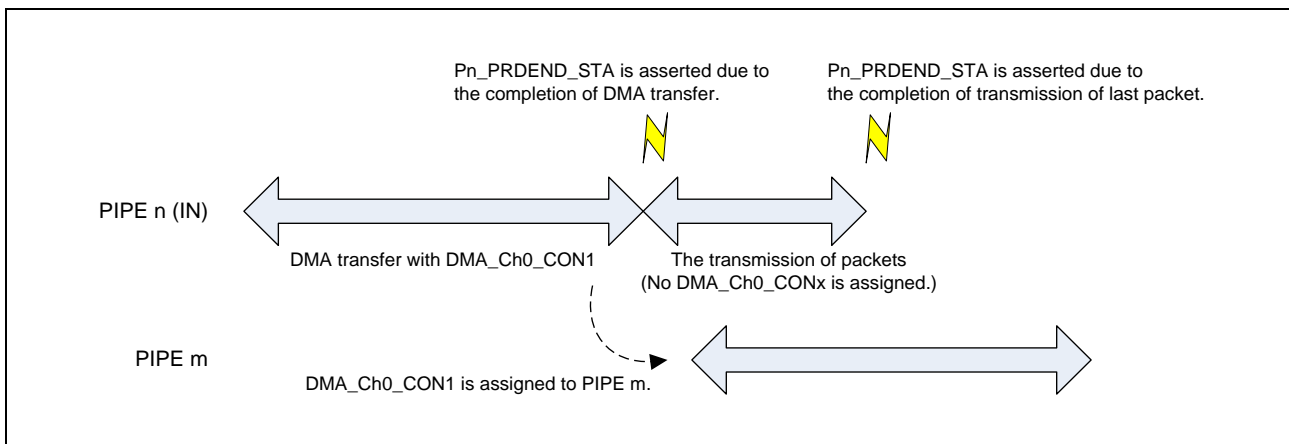 Pn_PRDEND_STA is asserted due to
the completion of DMA transfer.
Pn_PRDEND_STA is asserted due to
the completion of transmission of last packet.
PIPE n (IN)
DMA transfer with DMA_Ch0_CON1
The transmission of packets
(No DMA_Ch0_CONx is assigned.)
PIPE m
DMA_Ch0_CON1 is assigned to PIPE m.